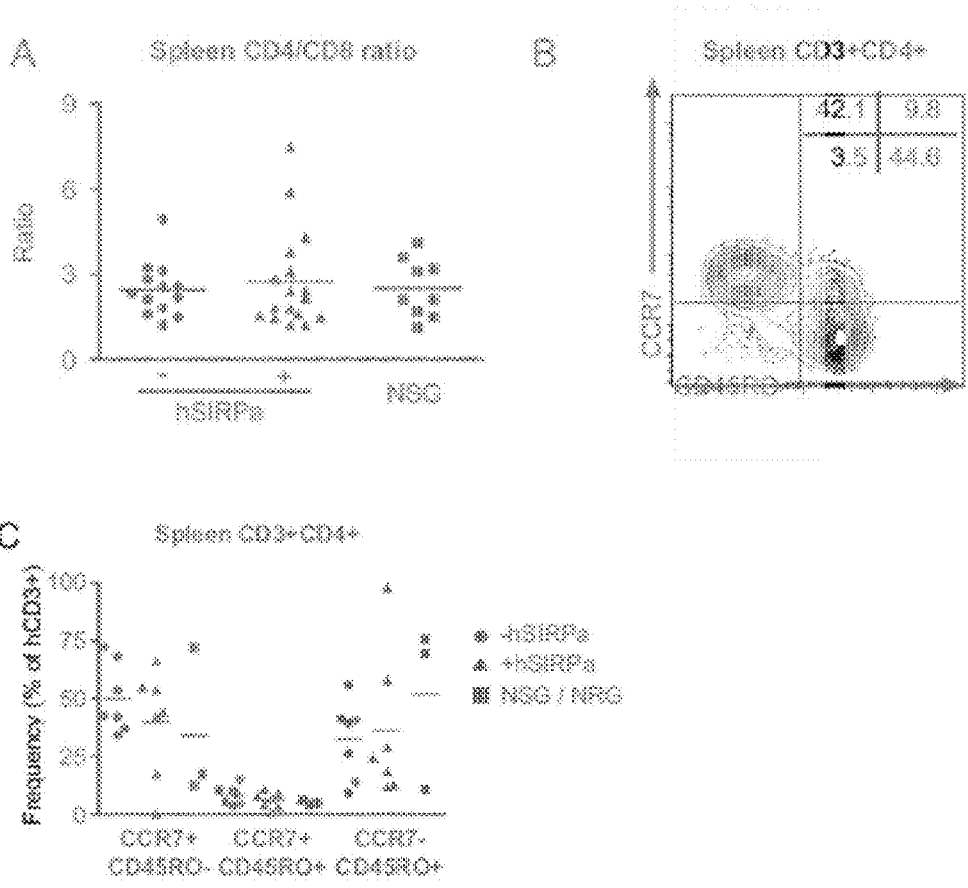 A
Spleen CD4/CD8 ratio
9
6
3
0
Ratio
-
+
hSIRPa
NSG
B
Spleen CD3+CD4+
42.1 9.8
3.5 44.6
CCR7
CD45RO
C
Spleen CD3+CD4+
Frequency (% of hCD3+)
100
75
50
25
0
CCR7+ CCR7+ CCR7-
CD45RO- CD45RO+ CD45RO+
-hSIRPa
+hSIRPa
NSG / NRG